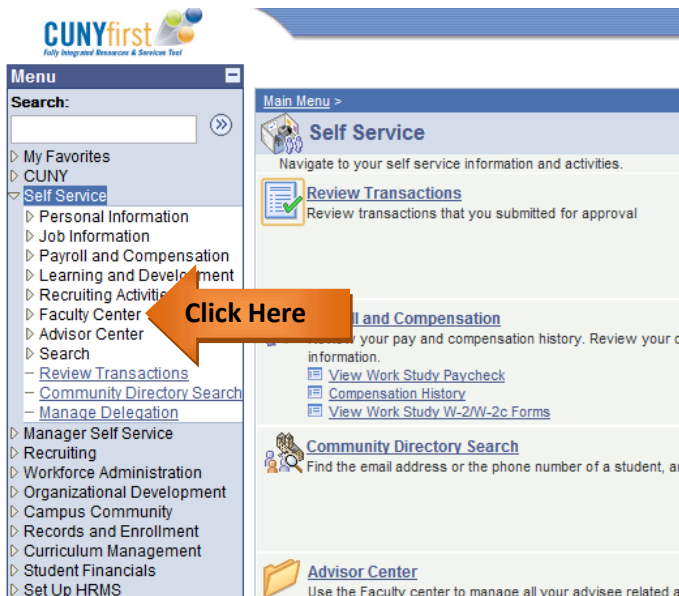 CUNYfirst
Fully Integrated Resources & Services Tool
Menu
Search:
My Favorites
CUNY
Self Service
Personal Information
Job Information
Payroll and Compensation
Learning and Development
Recruiting Activitie
Faculty Center
Advisor Center
Search
Review Transactions
Community Directory Search
Manage Delegation
Manager Self Service
Recruiting
Workforce Administration
Organizational Development
Campus Community
Records and Enrollment
Curriculum Management
Student Financials
Set Up HRMS
Main Menu >
Self Service
Navigate to your self service information and activities.
Review Transactions
Review transactions that you submitted for approval
Click Here
ll and Compensation
your pay and compensation history. Review your
information.
View Work Study Paycheck
Compensation History
View Work Study W-2/W-2c Forms
Community Directory Search
Find the email address or the phone number of a student,
Advisor Center
Use the Faculty center to manage all your advisee related